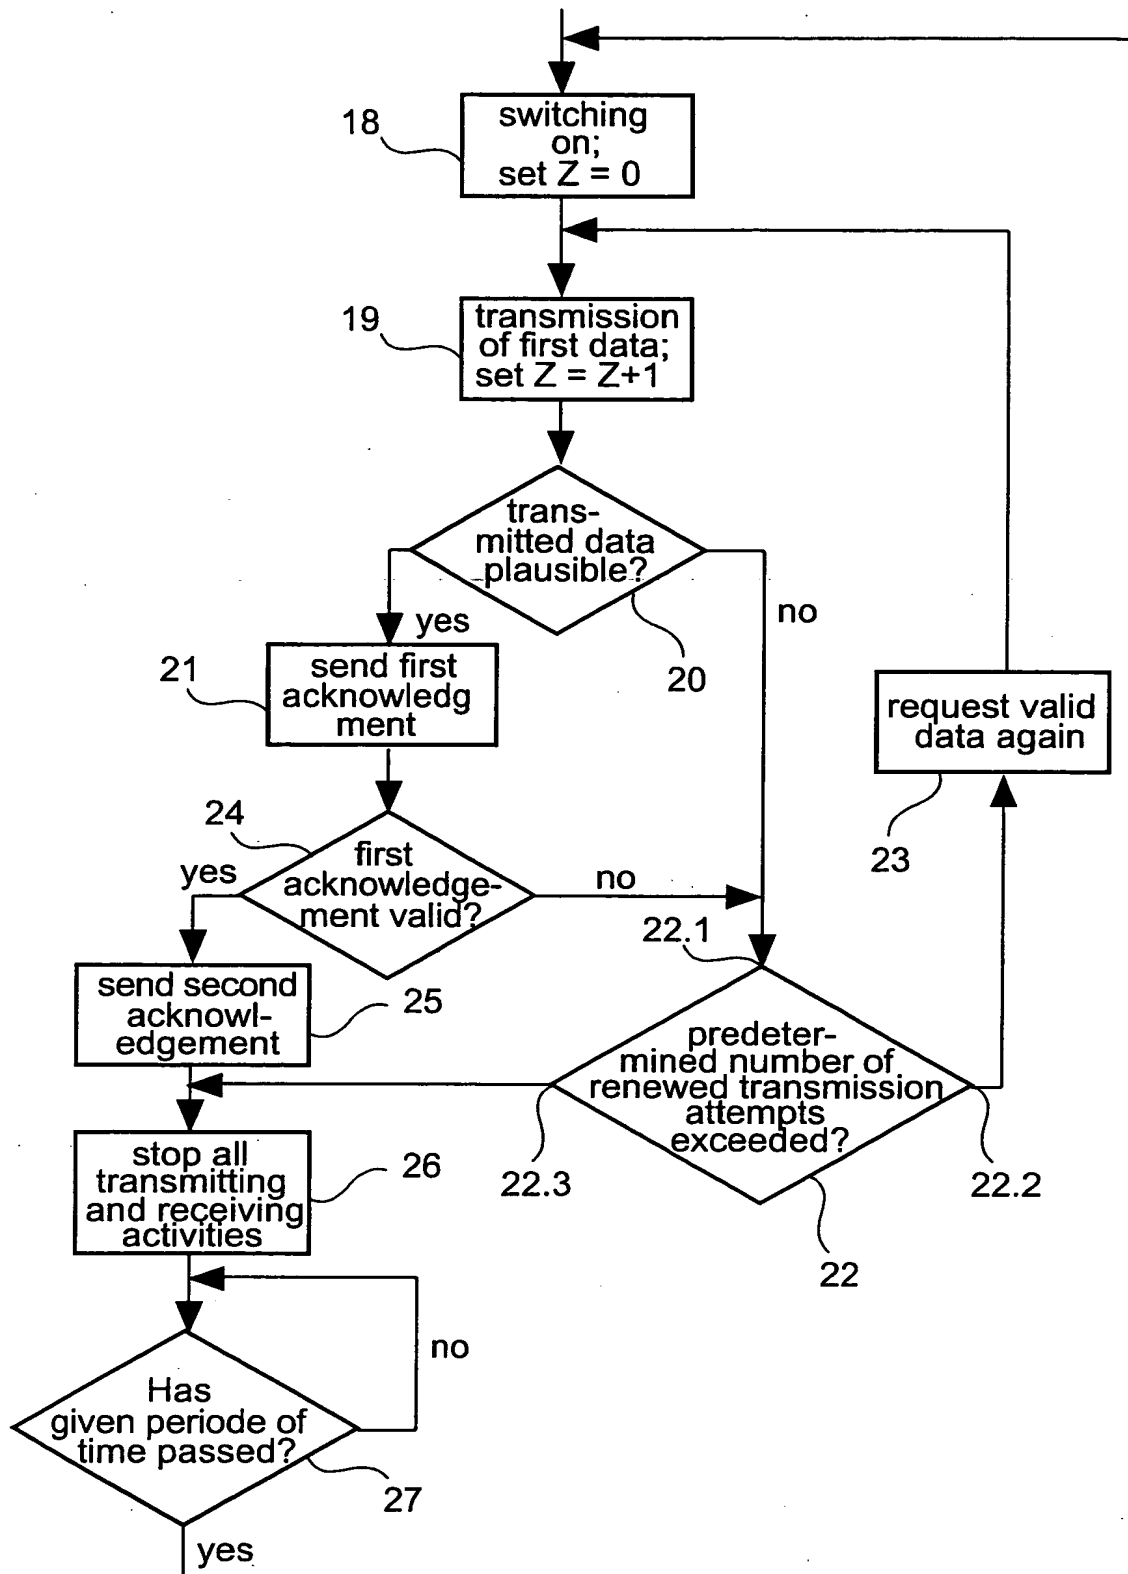 18
switching
on;
set Z = 0
19
transmission
of first data;
set Z = Z+1
trans-
mitted data
plausible?
yes
no
20
21
send first
acknowledg
ment
request valid
data again
23
24
yes
first
acknowledge-
ment valid?
no
22.1
send second
acknowl-
edgement
25
predeter-
mined number of
renewed transmission
attempts
exceeded?
22.3
22.2
22
stop all
transmitting
and receiving
activities
26
no
Has
given periode of
time passed?
27
yes